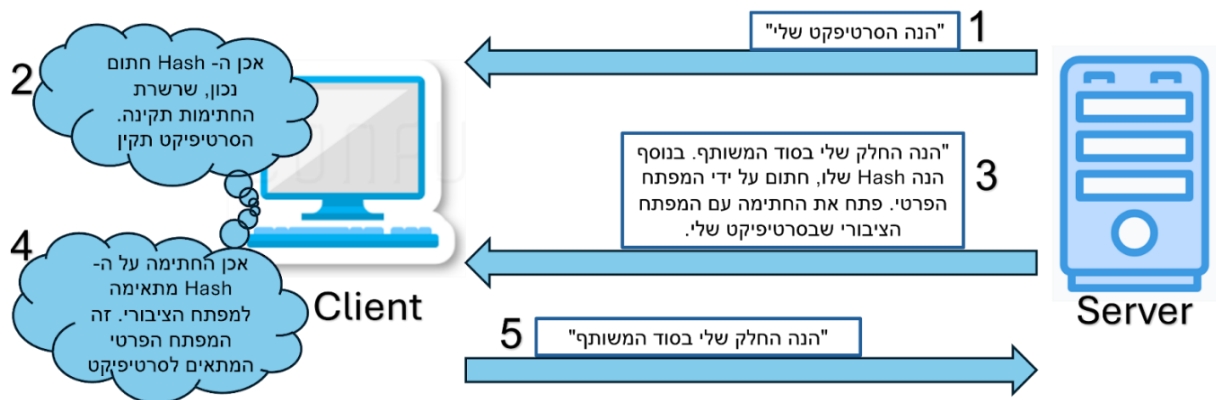 1
"הנה הסרטיפקט שלי"
2
אכן ה- Hash חתום
נכון, שרשרת
החתימות תקינה.
הסרטיפיקט תקין
3
"הנה החלק שלי בסוד המשותף. בנוסף
הנה Hash שלו, חתום על ידי המפתח
הפרטי. פתח את החתימה עם המפתח
הציבורי שבסרטיפיקט שלי.
4
אכן החתימה על ה-
Hash מתאימה
למפתח הציבורי. זה
המפתח הפרטי
המתאים לסרטיפיקט
Client
Server
5
"הנה החלק שלי בסוד המשותף"